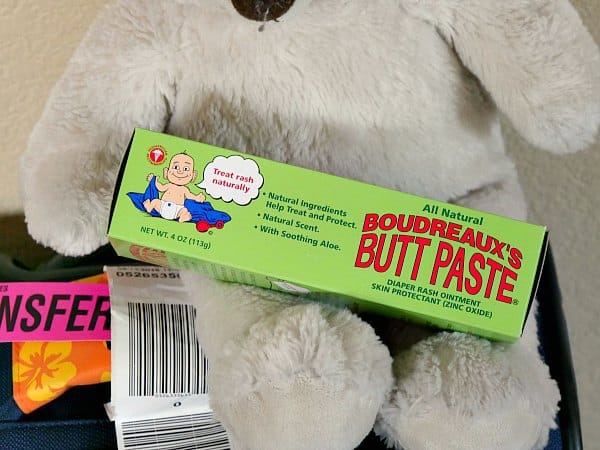 Treat rash
naturally
• Natural Ingredients
Help Treat and Protect.
• Natural Scent.
• With Soothing Aloe.
NET WT. 4 OZ (113g)
All Natural
BOUDREAUX'S
BUTT PASTE®
DIAPER RASH OINTMENT
SKIN PROTECTANT (ZINC OXIDE)
NSFER